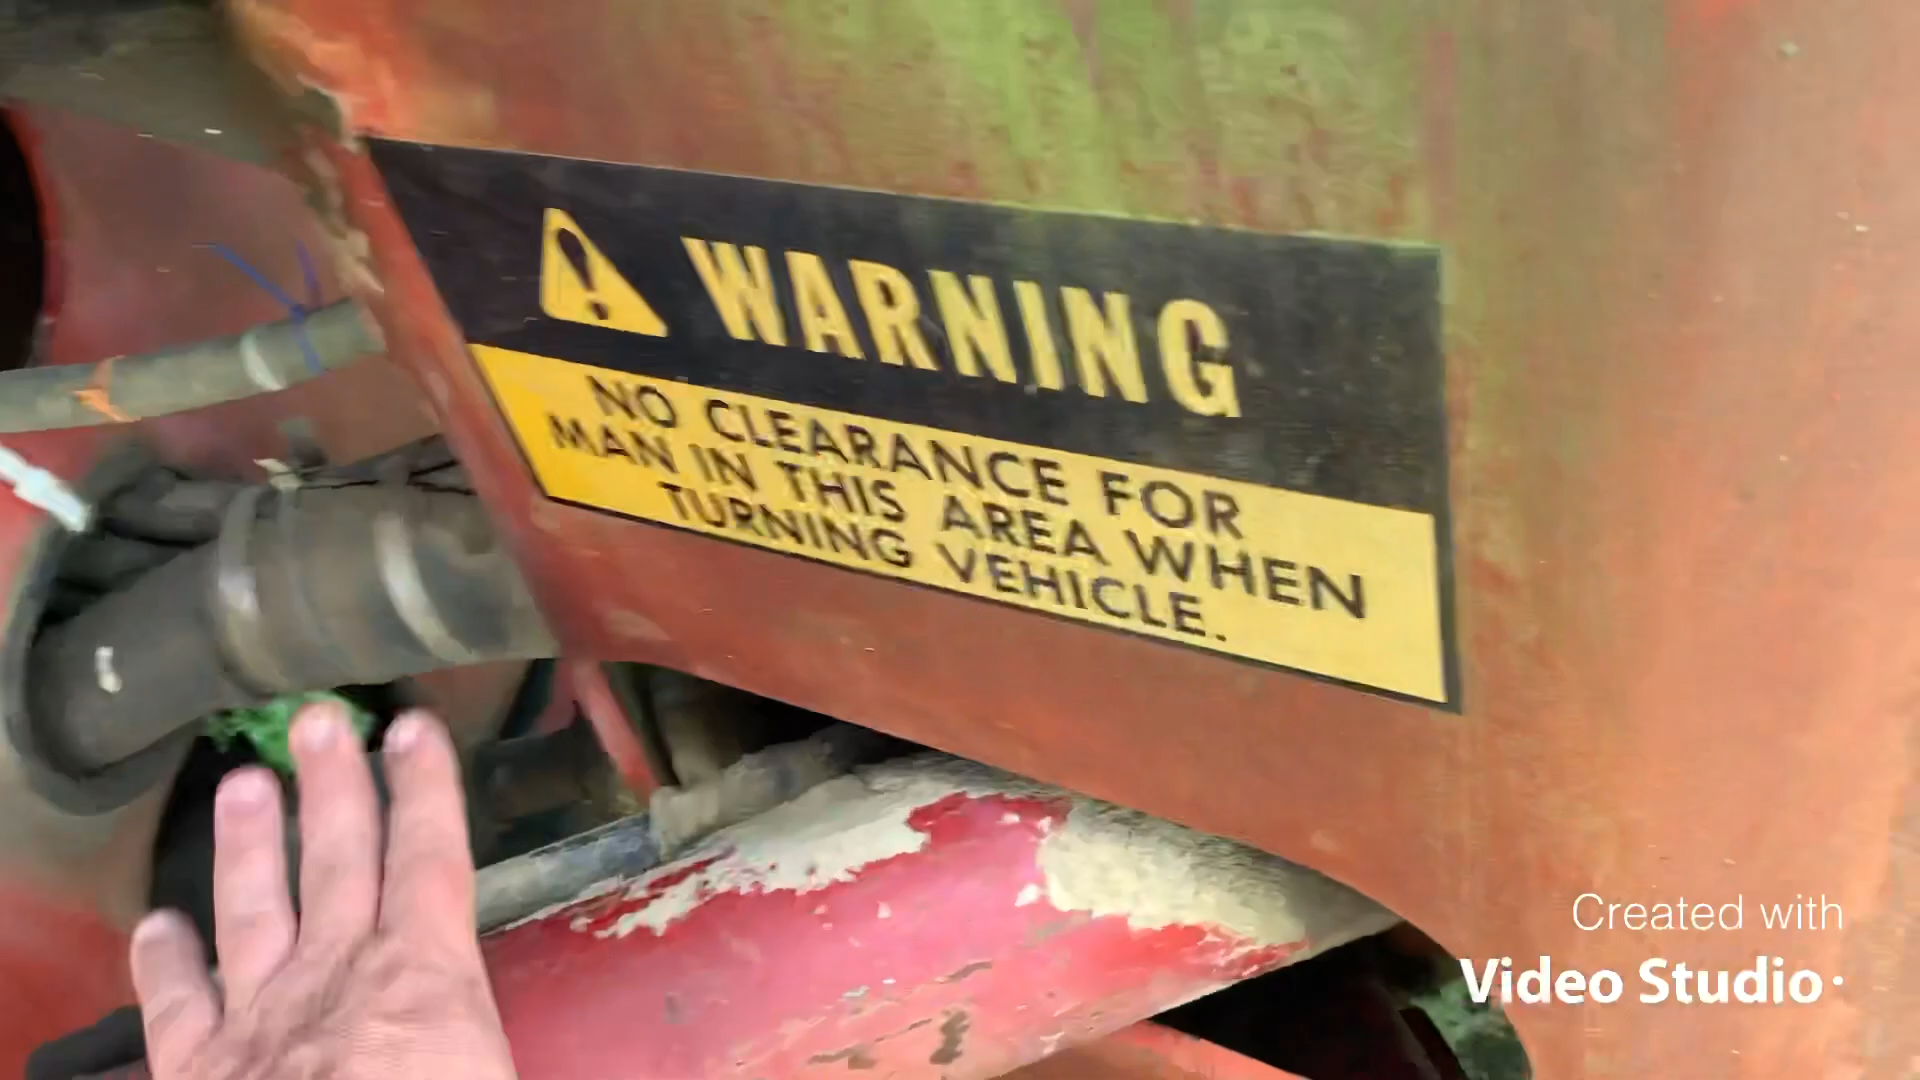 WARNING
NO CLEARANCE FOR
MAN IN THIS AREA WHEN
TURNING VEHICLE.
Created with
Video Studio